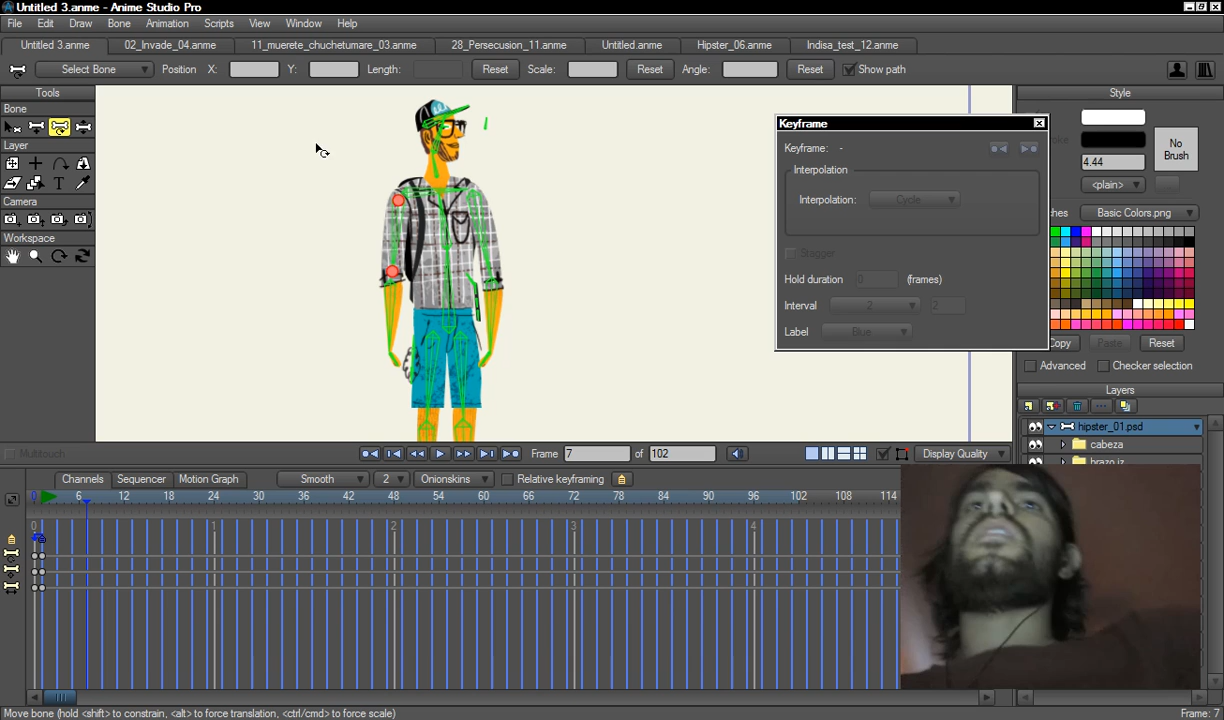 Untitled 3.anme - Anime Studio Pro
File Edit Draw Bone Animation Scripts View Window Help
Untitled 3.anme 02_Invade_04.anme 11_muerete_chuchetumare_03.anme 28_Persecusion_11.anme Untitled.anme Hipster_06.anme Indisa_test_12.anme
Select Bone Position X: Y: Length: Reset Scale: Reset Angle: Reset Show path
Tools
Bone
Layer
Camera
Workspace
Keyframe
Keyframe: -
Interpolation
Interpolation: Cycle
Stagger
Hold duration 0 (frames)
Interval 2 2
Label Blue
Style
4.44
No Brush
<plain>
Basic Colors.png
Copy Paste Reset
Advanced Checker selection
Layers
hipster_01.psd
cabeza
brazo iz
Multitouch Frame 7 of 102 Display Quality
Channels Sequencer Motion Graph Smooth 2 Onionskins Relative keyframing
0 6 12 18 24 30 36 42 48 54 60 66 72 78 84 90 96 102 108 114
0 1 2 3 4
Move bone (hold <shift> to constrain, <alt> to force translation, <ctrl/cmd> to force scale) Frame: 7